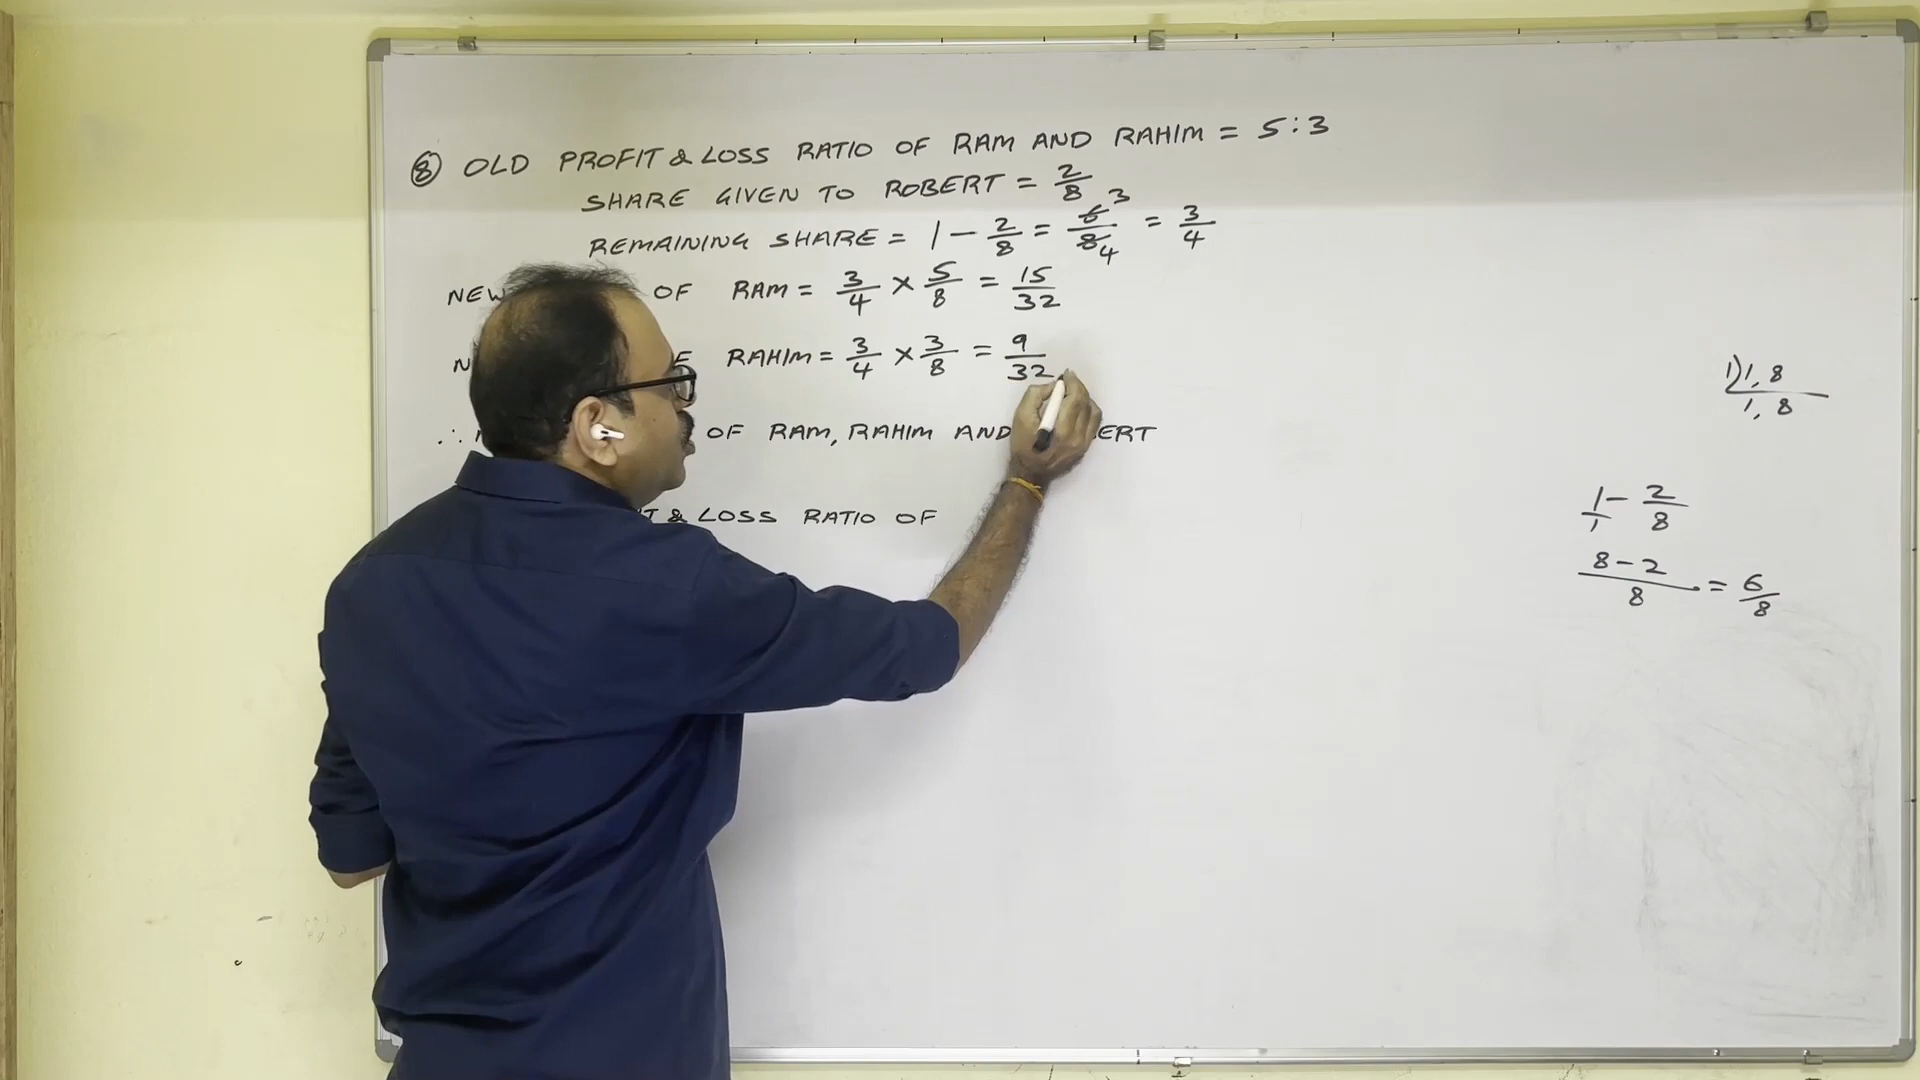 ⑧ OLD PROFIT & LOSS RATIO OF RAM AND RAHIM = 5:3
SHARE GIVEN TO ROBERT = 2/8
REMAINING SHARE = 1 - 2/8 = 6/8 3 4 = 3/4
NEW OF RAM = 3/4 × 5/8 = 15/32
RAHIM = 3/4 × 3/8 = 9/32
∴ OF RAM, RAHIM AND ERT
& LOSS RATIO OF
1) 1, 8
1, 8
1/1 - 2/8
8-2/8 = 6/8